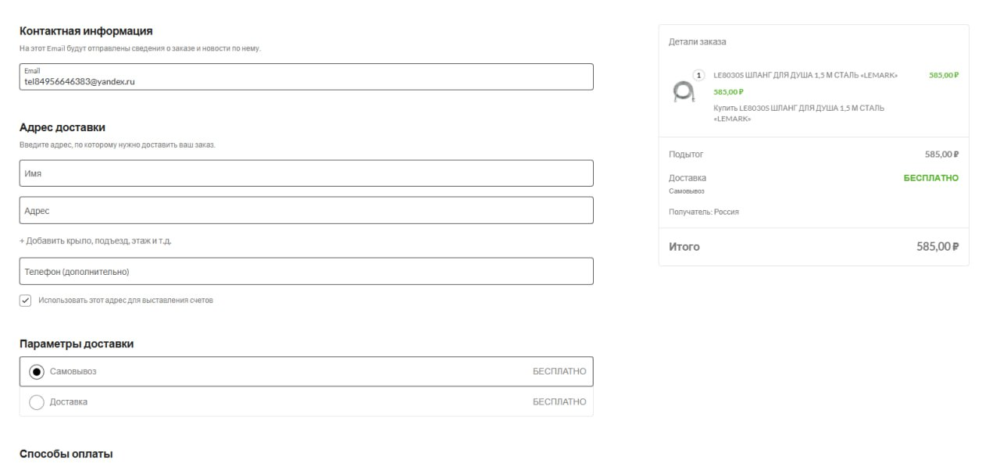 Контактная информация
На этот Email будут отправлены сведения о заказе и новости по нему.
Email
tel84956646383@yandex.ru
Адрес доставки
Введите адрес, по которому нужно доставить ваш заказ.
Имя
Адрес
+ Добавить крыло, подъезд, этаж и т.д.
Телефон (дополнительно)
Использовать этот адрес для выставления счетов
Параметры доставки
Самовывоз БЕСПЛАТНО
Доставка БЕСПЛАТНО
Способы оплаты
Детали заказа
1 LE8030S ШЛАНГ ДЛЯ ДУША 1,5 М СТАЛЬ «LEMARK» 585,00 ₽
585,00 ₽
Купить LE8030S ШЛАНГ ДЛЯ ДУША 1,5 М СТАЛЬ
«LEMARK»
Подытог 585,00 ₽
Доставка БЕСПЛАТНО
Самовывоз
Получатель: Россия
Итого 585,00 ₽